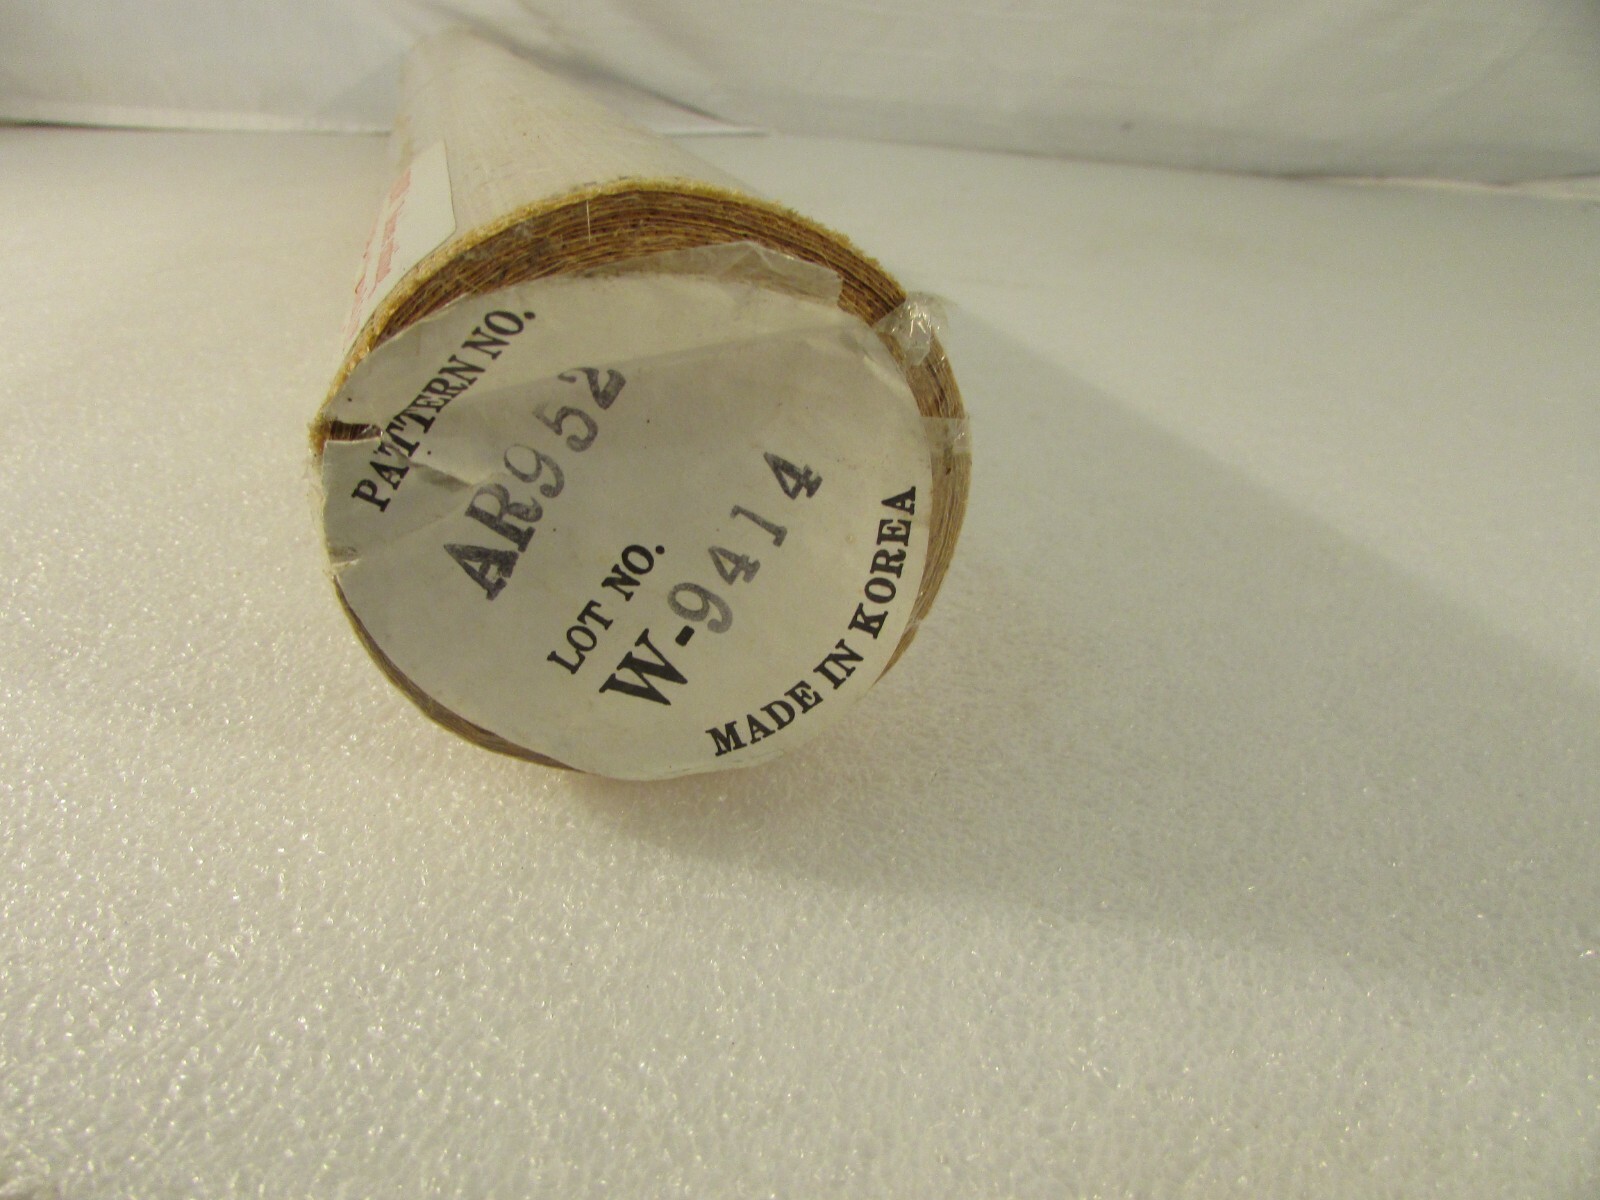 PATTERN NO.
AR952
LOT NO.
W-9414
MADE IN KOREA